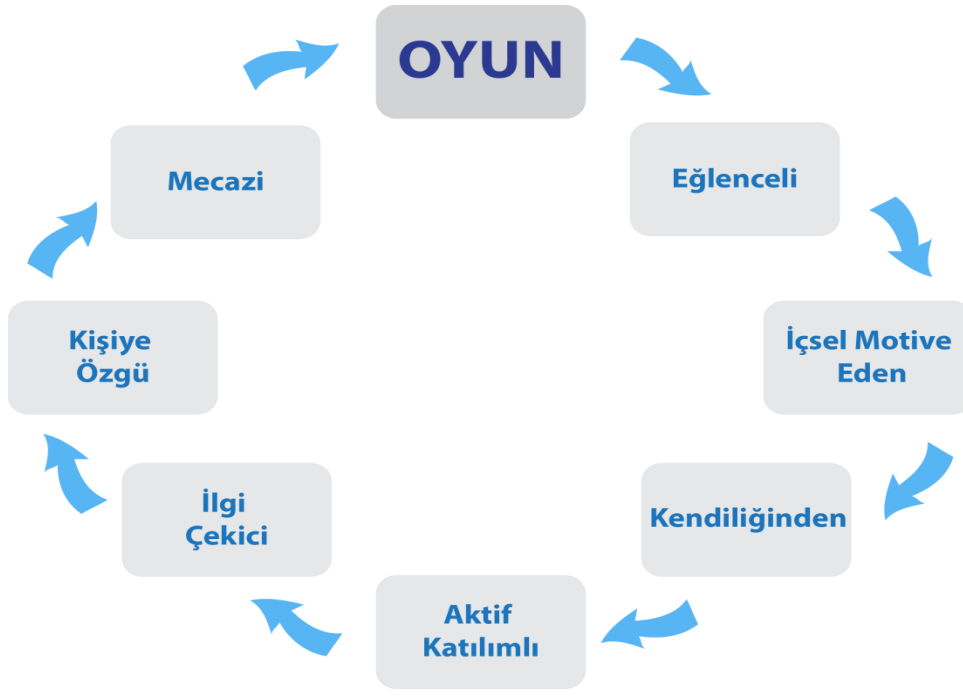 OYUN
Eğlenceli
İçsel Motive
Eden
Kendiliğinden
Aktif
Katılımlı
İlgi
Çekici
Kişiye
Özgü
Mecazi